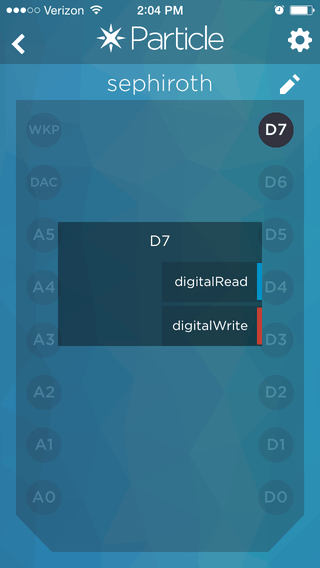 Verizon 2:04 PM
Particle
sephiroth
WKP D7
DAC D6
A5 D5
D7
A4 digitalRead D4
A3 digitalWrite D3
A2 D2
A1 D1
A0 D0